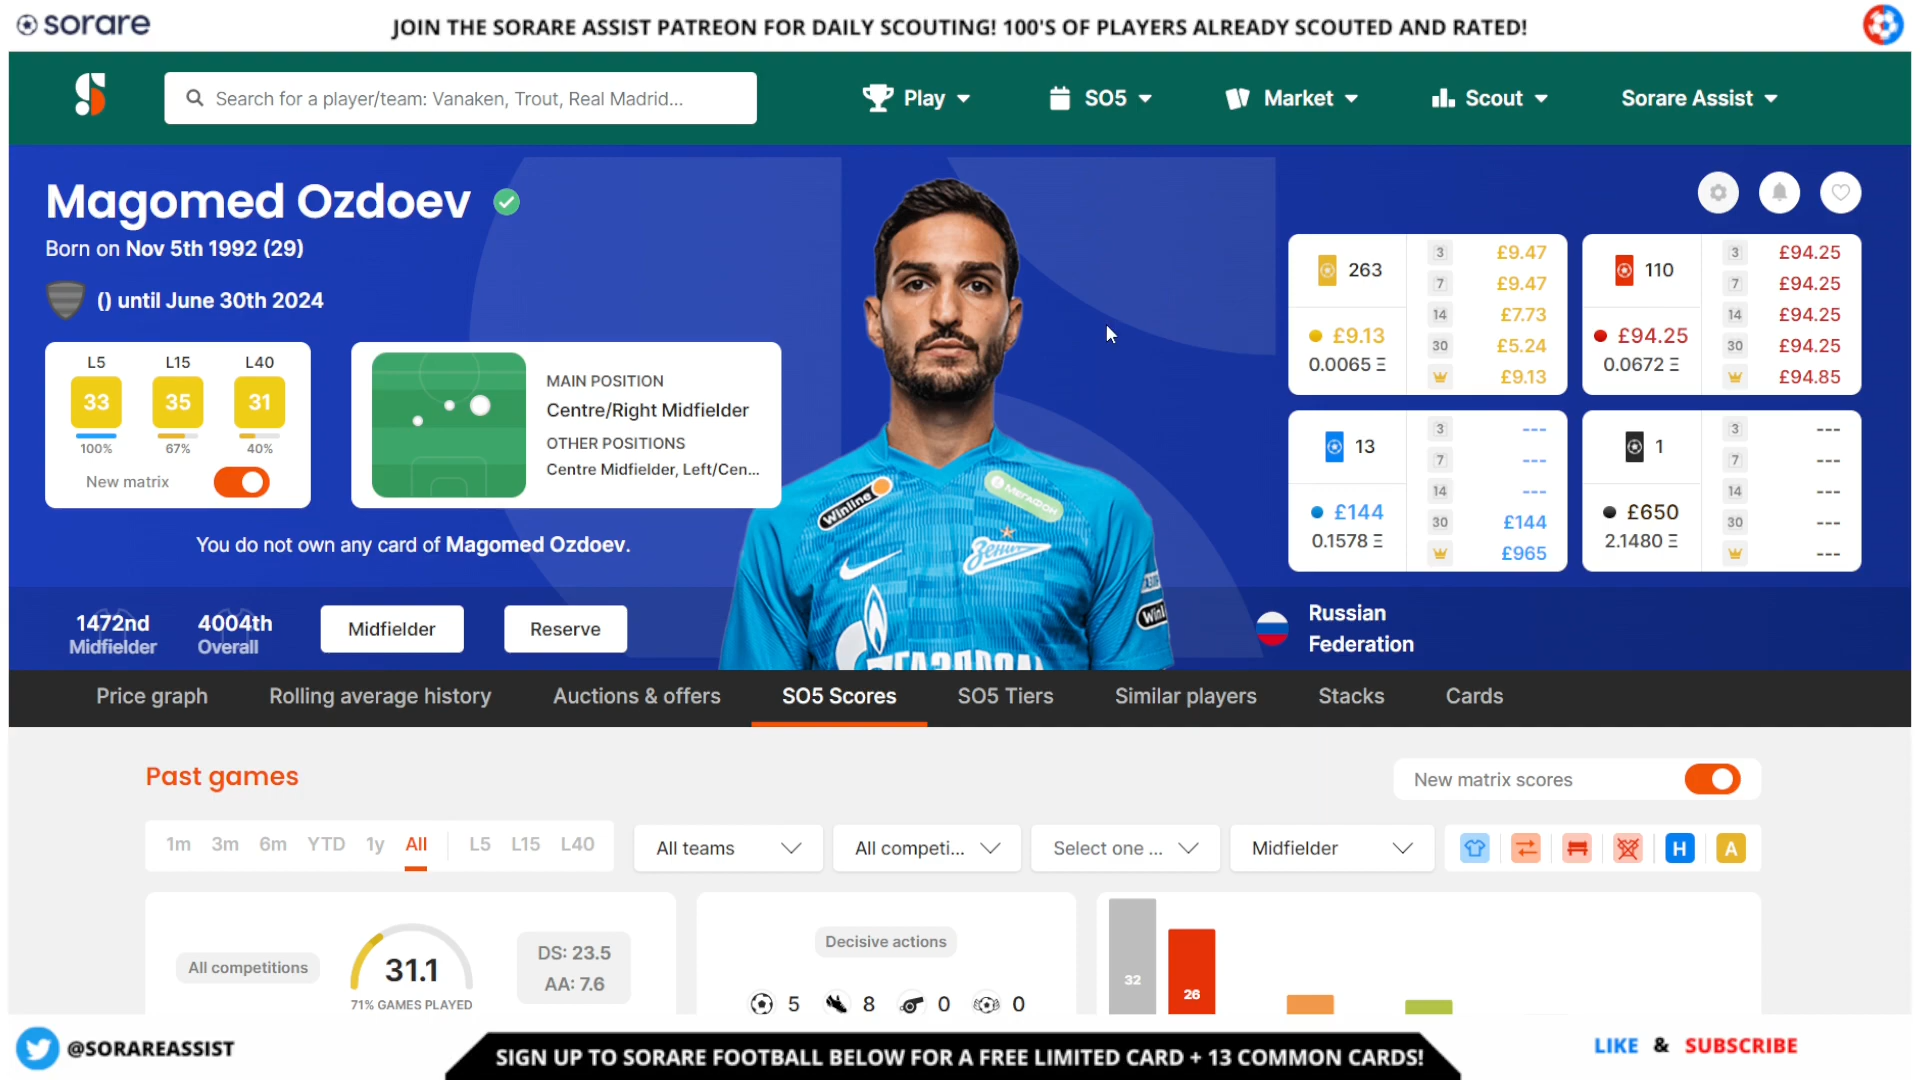 sorare
JOIN THE SORARE ASSIST PATREON FOR DAILY SCOUTING! 100'S OF PLAYERS ALREADY SCOUTED AND RATED!
Search for a player/team: Vanaken, Trout, Real Madrid...
Play
SO5
Market
Scout
Sorare Assist
Magomed Ozdoev
Born on Nov 5th 1992 (29)
() until June 30th 2024
L5 L15 L40
33 35 31
100% 67% 40%
New matrix
MAIN POSITION
Centre/Right Midfielder
OTHER POSITIONS
Centre Midfielder, Left/Cen...
You do not own any card of Magomed Ozdoev.
1472nd
Midfielder
4004th
Overall
Midfielder
Reserve
Winline
МЕГАФОН
Зенит
263
£9.13
0.0065 Ξ
3 £9.47
7 £9.47
14 £7.73
30 £5.24
£9.13
110
£94.25
0.0672 Ξ
3 £94.25
7 £94.25
14 £94.25
30 £94.25
£94.85
13
£144
0.1578 Ξ
3 ---
7 ---
14 ---
30 £144
£965
1
£650
2.1480 Ξ
3 ---
7 ---
14 ---
30 ---
---
Russian
Federation
Price graph
Rolling average history
Auctions & offers
SO5 Scores
SO5 Tiers
Similar players
Stacks
Cards
Past games
New matrix scores
1m 3m 6m YTD 1y All L5 L15 L40
All teams
All competi...
Select one ...
Midfielder
H
A
All competitions
31.1
71% GAMES PLAYED
DS: 23.5
AA: 7.6
Decisive actions
5 8 0 0
32
26
@SORAREASSIST
SIGN UP TO SORARE FOOTBALL BELOW FOR A FREE LIMITED CARD + 13 COMMON CARDS!
LIKE & SUBSCRIBE